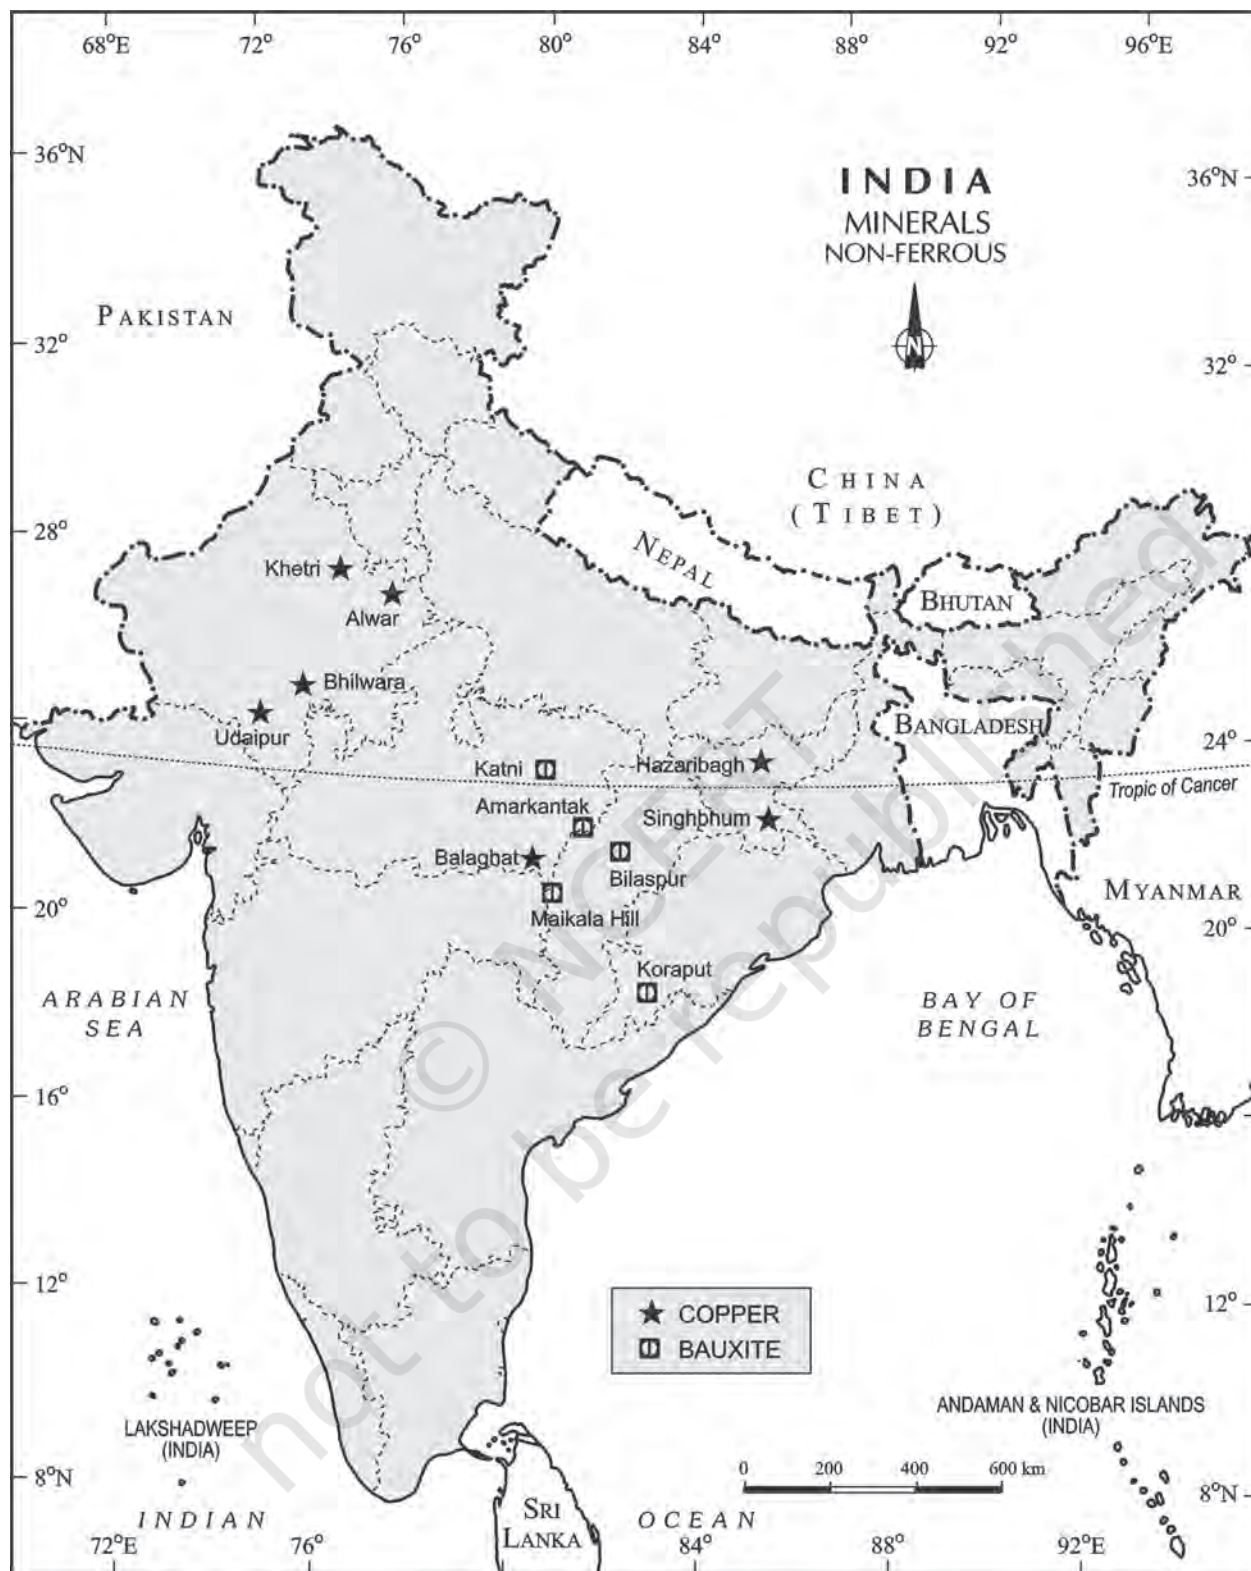 68°E 72° 76° 80° 84° 88° 92° 96°E
36°N
INDIA
MINERALS
NON-FERROUS
36°N
N
PAKISTAN
32°
32°
CHINA
(TIBET)
NEPAL
28°
BHUTAN
Khetri
Alwar
Bhilwara
Udaipur
BANGLADESH
24°
Katni
Hazaribagh
Tropic of Cancer
Amarkantak
Singhbhum
Balaghat
Bilaspur
Maikala Hill
MYANMAR
20°
20°
Koraput
ARABIAN
SEA
BAY OF
BENGAL
16°
© NCERT
not to be republished
12°
12°
COPPER
BAUXITE
LAKSHADWEEP
(INDIA)
ANDAMAN & NICOBAR ISLANDS
(INDIA)
0 200 400 600 km
8°N
8°N
SRI
LANKA
INDIAN OCEAN
72°E 76° 84° 88° 92°E